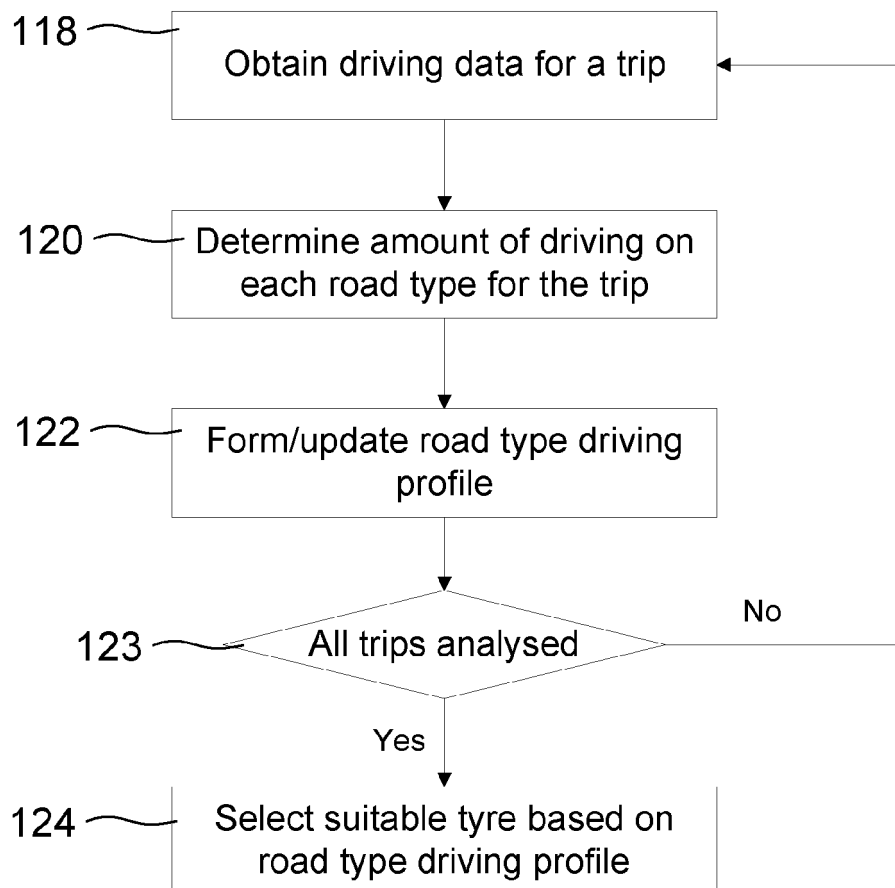 118
Obtain driving data for a trip
120
Determine amount of driving on
each road type for the trip
122
Form/update road type driving
profile
123
All trips analysed
No
Yes
124
Select suitable tyre based on
road type driving profile